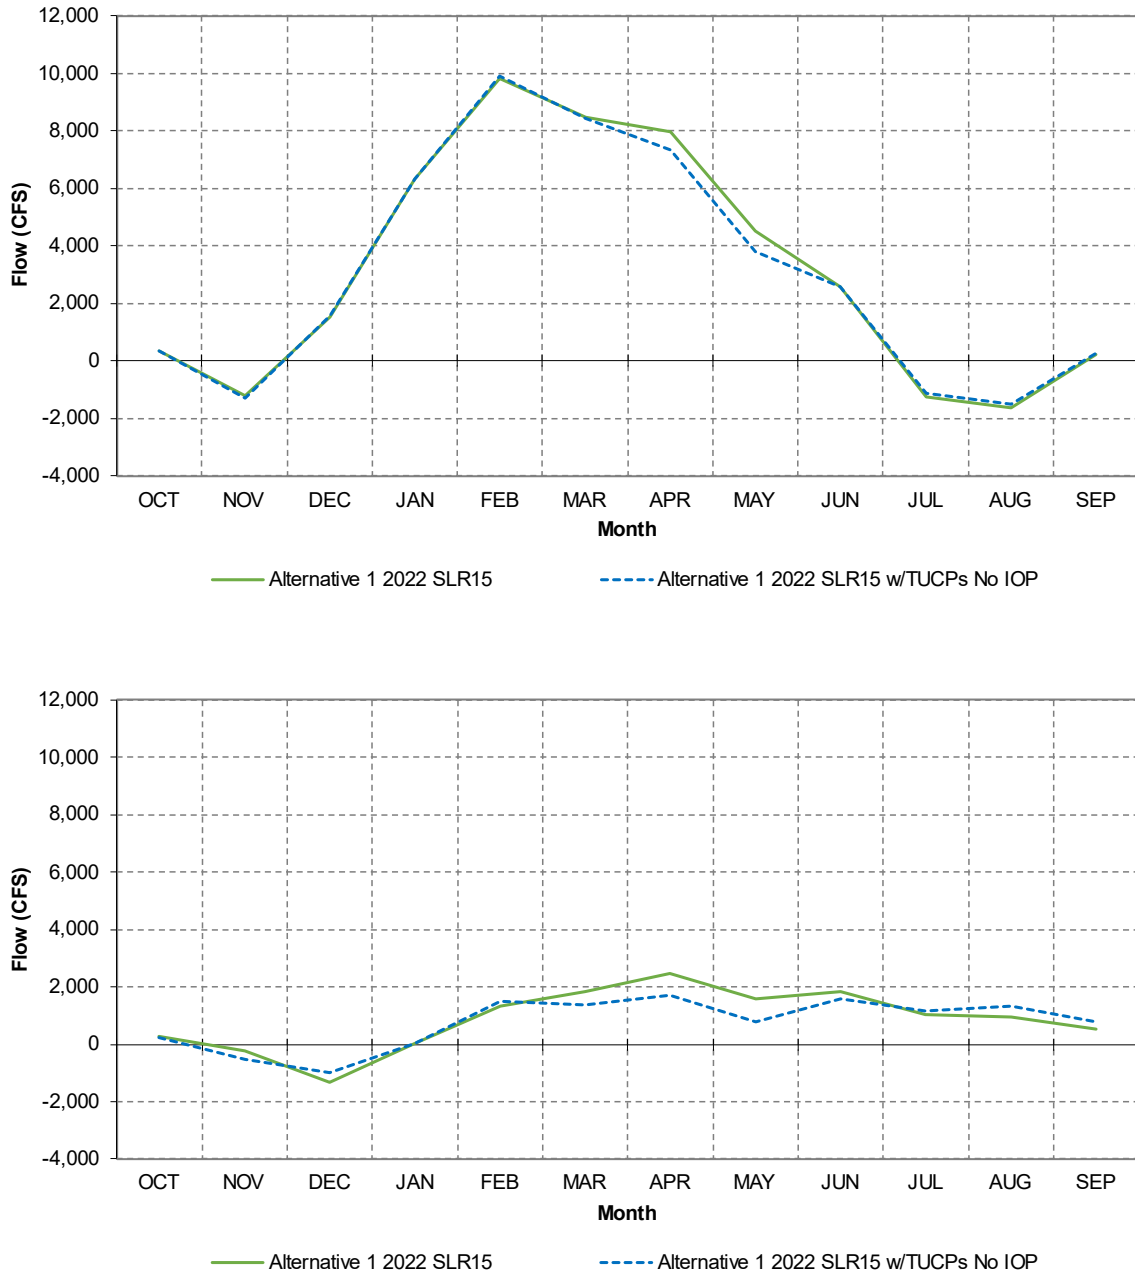 12,000
10,000
8,000
6,000
4,000
2,000
0
-2,000
-4,000
Flow (CFS)
OCT NOV DEC JAN FEB MAR APR MAY JUN JUL AUG SEP
Month
Alternative 1 2022 SLR15 Alternative 1 2022 SLR15 w/TUCPs No IOP
12,000
10,000
8,000
6,000
4,000
2,000
0
-2,000
-4,000
Flow (CFS)
OCT NOV DEC JAN FEB MAR APR MAY JUN JUL AUG SEP
Month
Alternative 1 2022 SLR15 Alternative 1 2022 SLR15 w/TUCPs No IOP